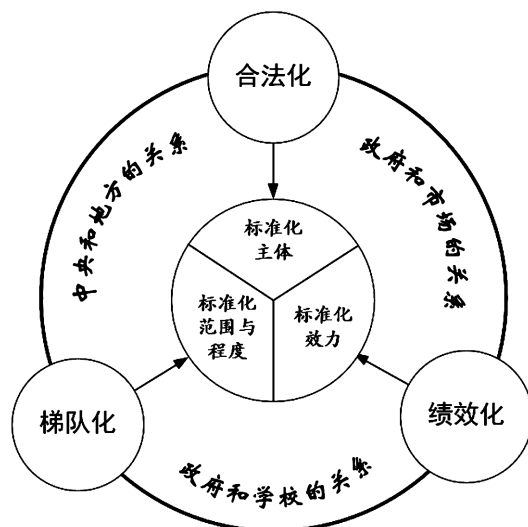 合法化
中央和地方的关系
政府和市场的关系
标准化
主体
标准化
范围与
程度
标准化
效力
梯队化
绩效化
政府和学校的关系